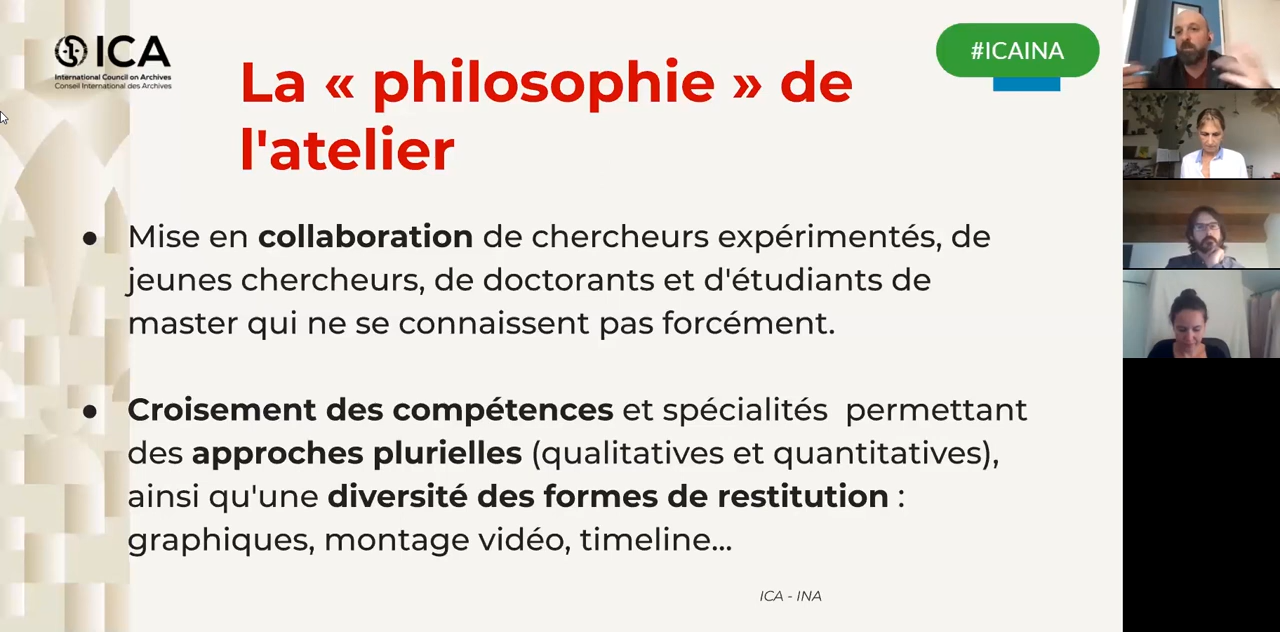 ICA
International Council on Archives
Conseil International des Archives
#ICAINA
La « philosophie » de
l'atelier
● Mise en collaboration de chercheurs expérimentés, de
jeunes chercheurs, de doctorants et d'étudiants de
master qui ne se connaissent pas forcément.
● Croisement des compétences et spécialités  permettant
des approches plurielles (qualitatives et quantitatives),
ainsi qu'une diversité des formes de restitution :
graphiques, montage vidéo, timeline...
ICA - INA